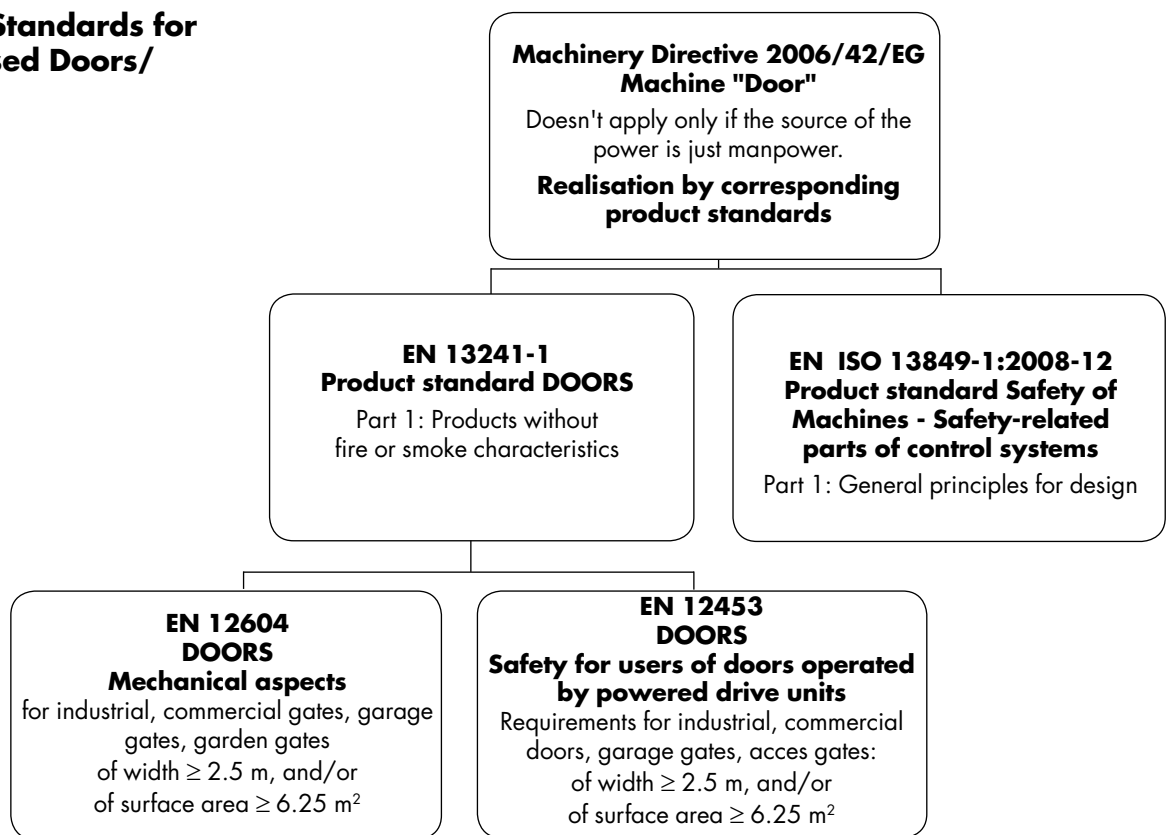 Standards for
sed Doors/
Machinery Directive 2006/42/EG
Machine "Door"
Doesn't apply only if the source of the
power is just manpower.
Realisation by corresponding
product standards
EN 13241-1
Product standard DOORS
Part 1: Products without
fire or smoke characteristics
EN ISO 13849-1:2008-12
Product standard Safety of
Machines - Safety-related
parts of control systems
Part 1: General principles for design
EN 12604
DOORS
Mechanical aspects
for industrial, commercial gates, garage
gates, garden gates
of width ≥ 2.5 m, and/or
of surface area ≥ 6.25 m²
EN 12453
DOORS
Safety for users of doors operated
by powered drive units
Requirements for industrial, commercial
doors, garage gates, acces gates:
of width ≥ 2.5 m, and/or
of surface area ≥ 6.25 m²